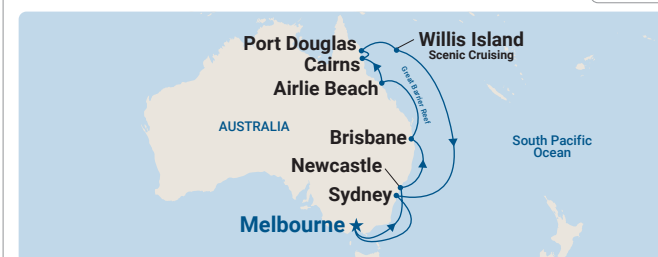 Port Douglas
Willis Island
Scenic Cruising
Cairns
Great Barrier Reef
Airlie Beach
AUSTRALIA
Brisbane
South Pacific
Ocean
Newcastle
Sydney
Melbourne